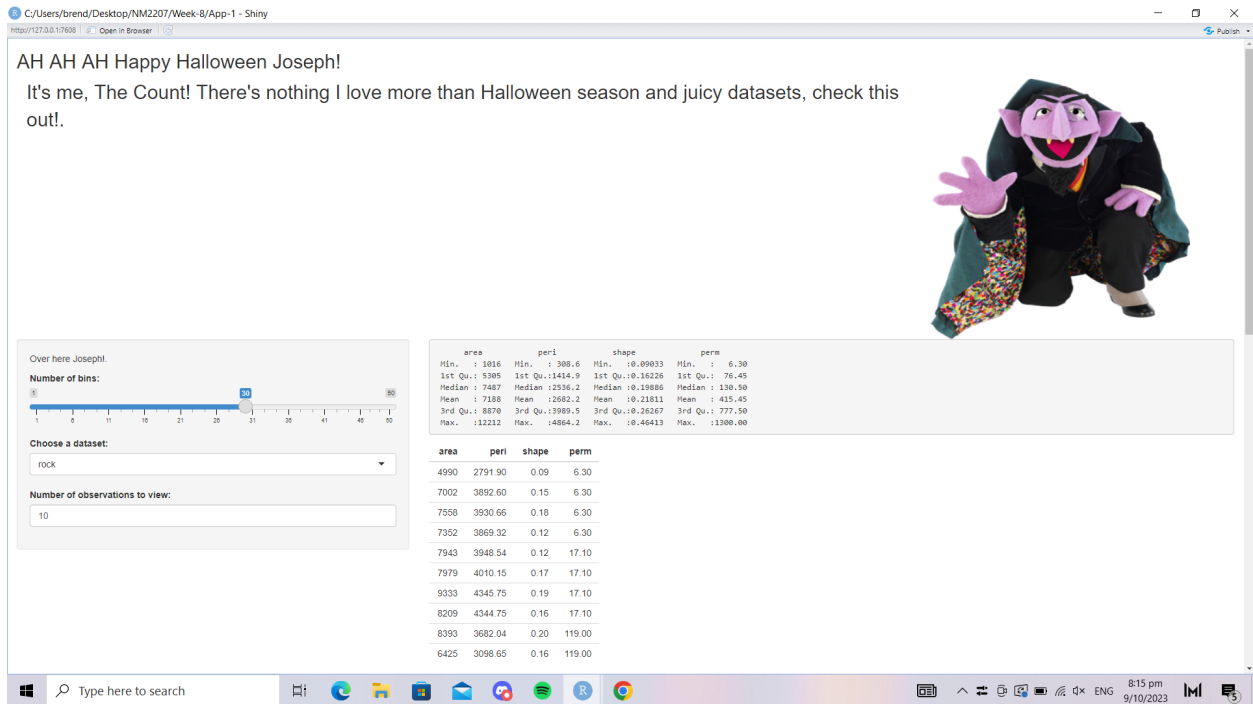 C:/Users/brend/Desktop/NM2207/Week-8/App-1 - Shiny
http://127.0.0.1:7608 Open in Browser Publish
AH AH AH Happy Halloween Joseph!
It's me, The Count! There's nothing I love more than Halloween season and juicy datasets, check this
out!.
Over here Joseph!.
Number of bins:
1 30 50
1 6 11 16 21 26 31 36 41 46 50
Choose a dataset:
rock
Number of observations to view:
10
area peri shape perm
Min. : 1016 Min. : 308.6 Min. :0.09033 Min. : 6.30
1st Qu.: 5305 1st Qu.:1414.9 1st Qu.:0.16226 1st Qu.: 76.45
Median : 7487 Median :2536.2 Median :0.19886 Median : 130.50
Mean : 7188 Mean :2682.2 Mean :0.21811 Mean : 415.45
3rd Qu.: 8870 3rd Qu.:3989.5 3rd Qu.:0.26267 3rd Qu.: 777.50
Max. :12212 Max. :4864.2 Max. :0.46413 Max. :1300.00
area peri shape perm
4990 2791.90 0.09 6.30
7002 3892.60 0.15 6.30
7558 3930.66 0.18 6.30
7352 3869.32 0.12 6.30
7943 3948.54 0.12 17.10
7979 4010.15 0.17 17.10
9333 4345.75 0.19 17.10
8209 4344.75 0.16 17.10
8393 3682.04 0.20 119.00
6425 3098.65 0.16 119.00
Type here to search
R
ENG
8:15 pm
9/10/2023
5